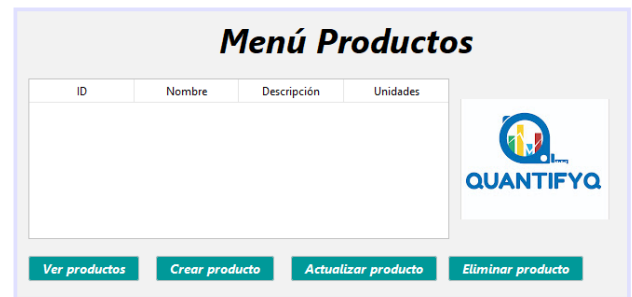 Menú Productos
ID Nombre Descripción Unidades
QUANTIFYQ
Ver productos Crear producto Actualizar producto Eliminar producto